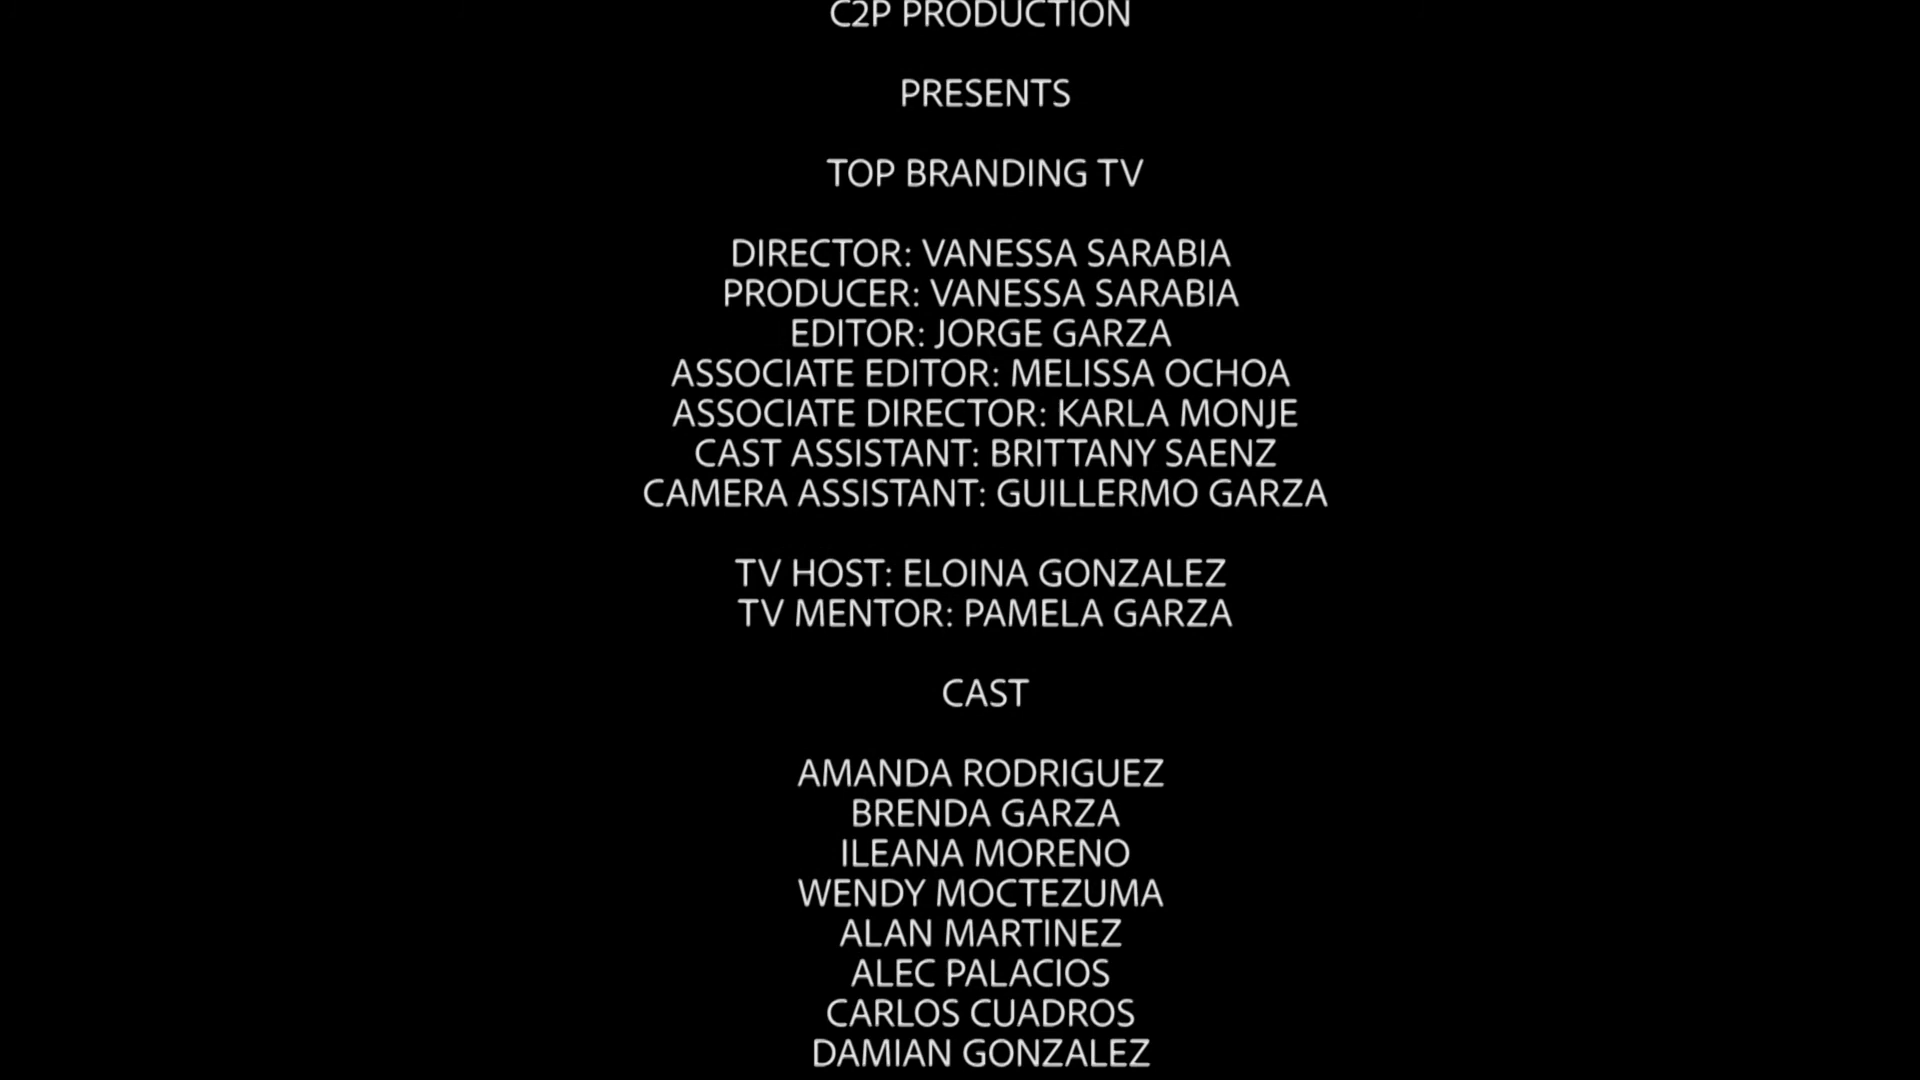 C2P PRODUCTION
PRESENTS
TOP BRANDING TV
DIRECTOR: VANESSA SARABIA
PRODUCER: VANESSA SARABIA
EDITOR: JORGE GARZA
ASSOCIATE EDITOR: MELISSA OCHOA
ASSOCIATE DIRECTOR: KARLA MONJE
CAST ASSISTANT: BRITTANY SAENZ
CAMERA ASSISTANT: GUILLERMO GARZA
TV HOST: ELOINA GONZALEZ
TV MENTOR: PAMELA GARZA
CAST
AMANDA RODRIGUEZ
BRENDA GARZA
ILEANA MORENO
WENDY MOCTEZUMA
ALAN MARTINEZ
ALEC PALACIOS
CARLOS CUADROS
DAMIAN GONZALEZ